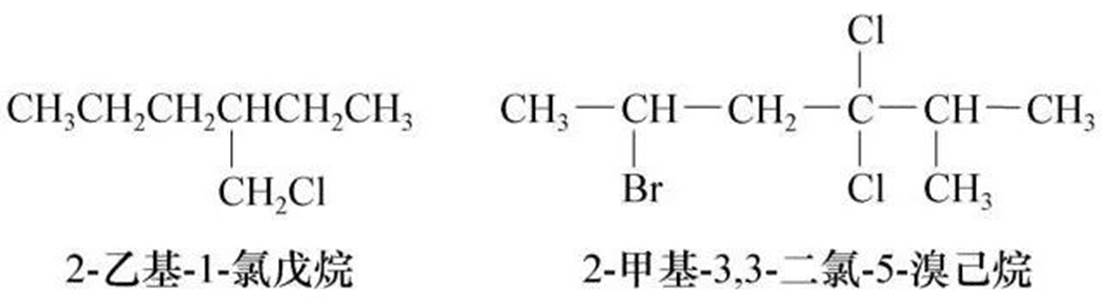 Cl
CH₃CH₂CH₂CHCH₂CH₃
CH₃—CH—CH₂—C—CH—CH₃
CH₂Cl
Br Cl CH₃
2-乙基-1-氯戊烷
2-甲基-3,3-二氯-5-溴己烷